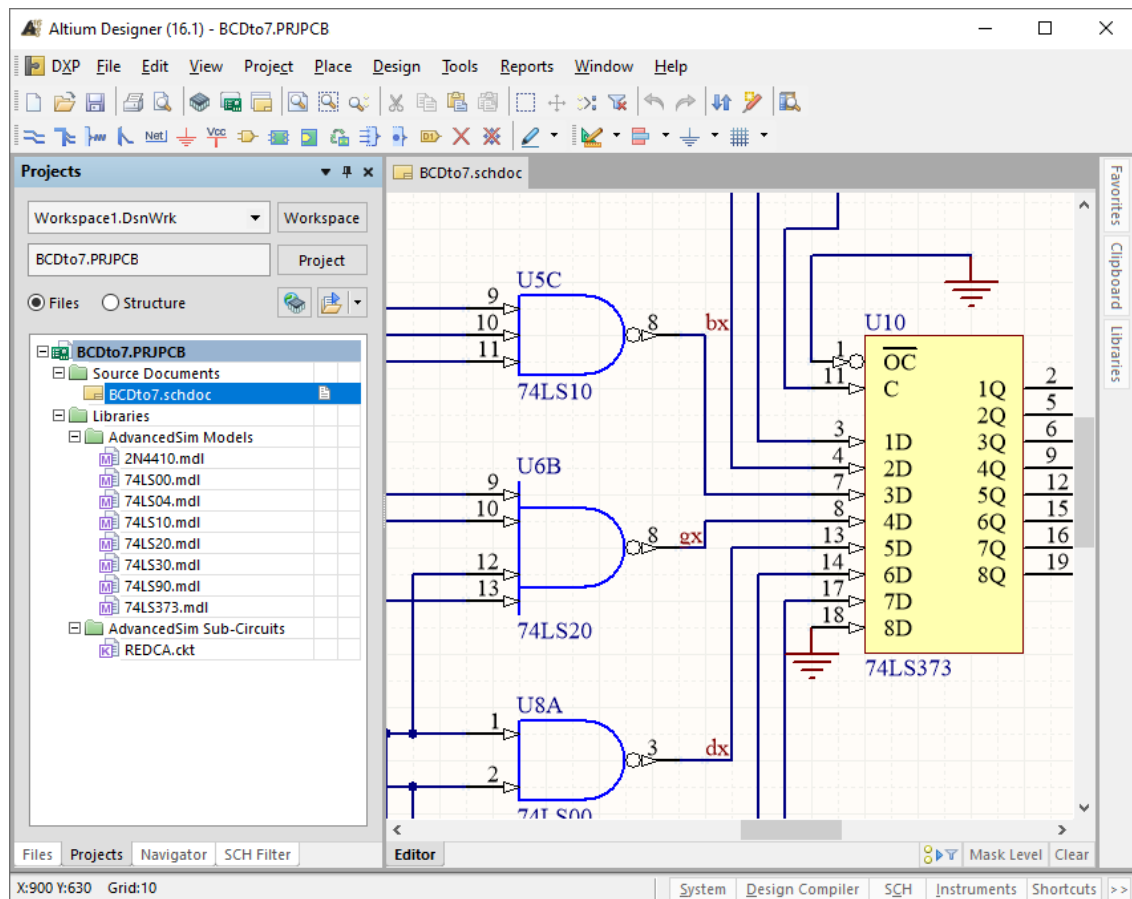 Altium Designer (16.1) - BCDto7.PRJPCB
DXP File Edit View Project Place Design Tools Reports Window Help
Net Vcc D1
Projects
BCDto7.schdoc
Workspace1.DsnWrk Workspace
BCDto7.PRJPCB Project
Files Structure
BCDto7.PRJPCB
Source Documents
BCDto7.schdoc
Libraries
AdvancedSim Models
2N4410.mdl
74LS00.mdl
74LS04.mdl
74LS10.mdl
74LS20.mdl
74LS30.mdl
74LS90.mdl
74LS373.mdl
AdvancedSim Sub-Circuits
REDCA.ckt
Files Projects Navigator SCH Filter
U5C
9
10
11
8 bx
74LS10
U6B
9
10
12
13
8 gx
74LS20
U8A
1
2
3 dx
74LS00
U10
1 OC
11 C
3 1D
4 2D
7 3D
8 4D
13 5D
14 6D
17 7D
18 8D
1Q 2
2Q 5
3Q 6
4Q 9
5Q 12
6Q 15
7Q 16
8Q 19
74LS373
Favorites
Clipboard
Libraries
Editor Mask Level Clear
X:900 Y:630 Grid:10 System Design Compiler SCH Instruments Shortcuts >>